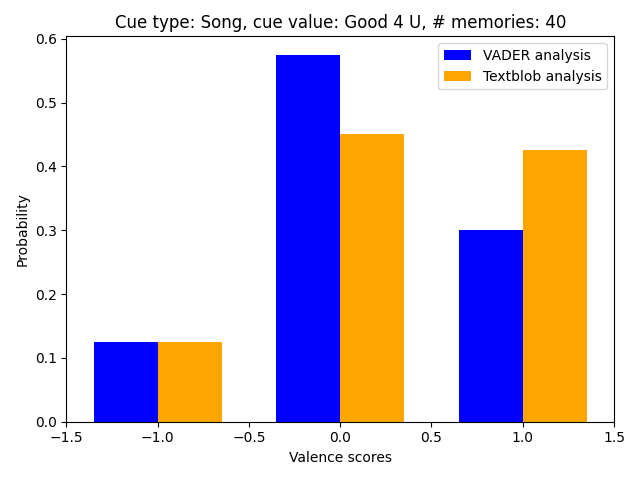 Cue type: Song, cue value: Good 4 U, # memories: 40
VADER analysis
Textblob analysis
Probability
0.6
0.5
0.4
0.3
0.2
0.1
0.0
−1.5 −1.0 −0.5 0.0 0.5 1.0 1.5
Valence scores